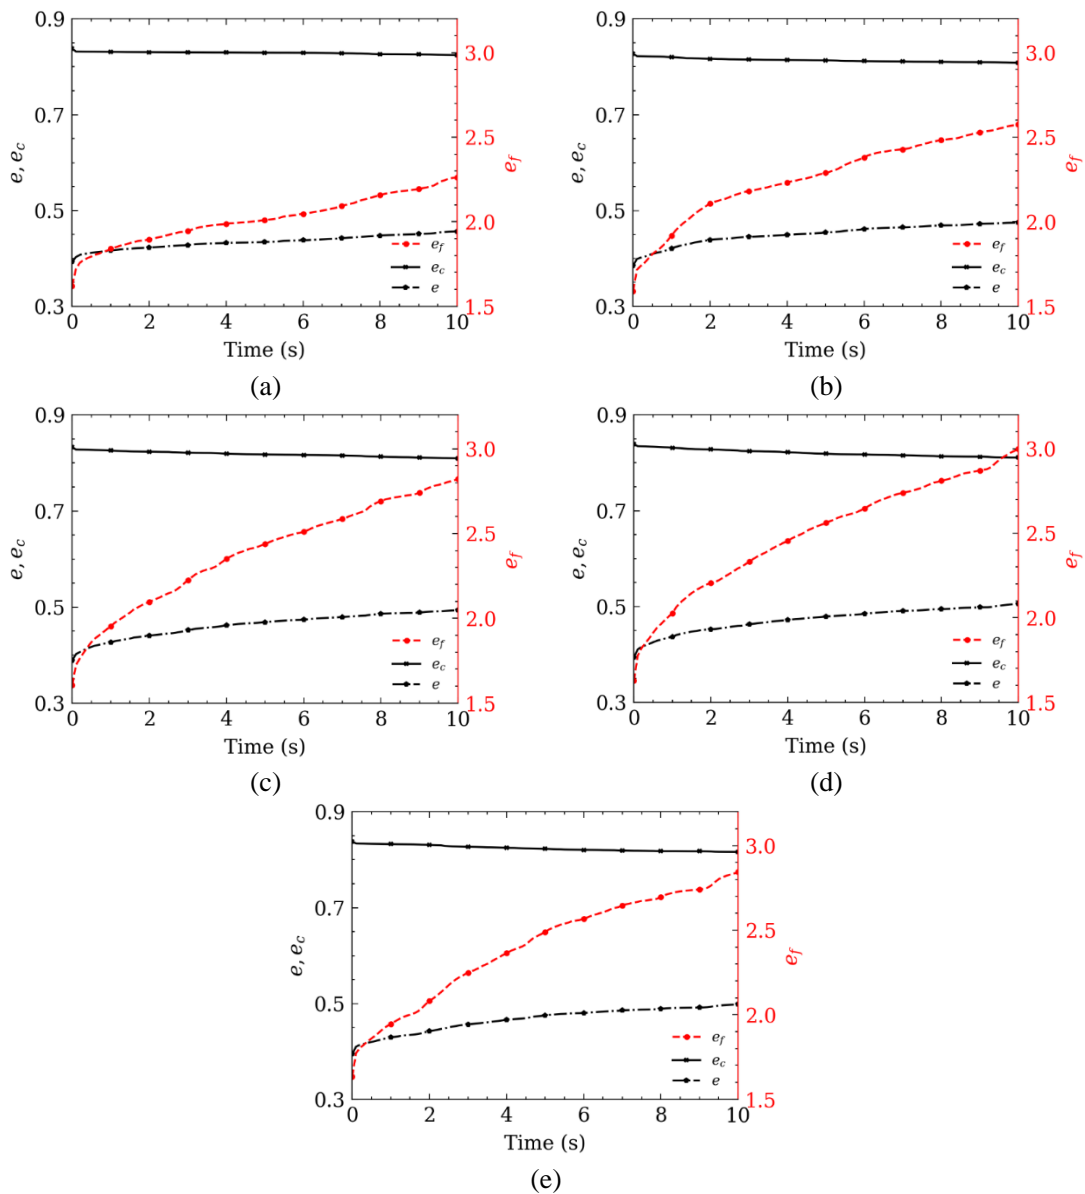 0.9
0.7
0.5
0.3
e, e_c
3.0
2.5
2.0
1.5
e_f
e_f
e_c
e
0 2 4 6 8 10
Time (s)
(a)
0.9
0.7
0.5
0.3
e, e_c
3.0
2.5
2.0
1.5
e_f
e_f
e_c
e
0 2 4 6 8 10
Time (s)
(b)
0.9
0.7
0.5
0.3
e, e_c
3.0
2.5
2.0
1.5
e_f
e_f
e_c
e
0 2 4 6 8 10
Time (s)
(c)
0.9
0.7
0.5
0.3
e, e_c
3.0
2.5
2.0
1.5
e_f
e_f
e_c
e
0 2 4 6 8 10
Time (s)
(d)
0.9
0.7
0.5
0.3
e, e_c
3.0
2.5
2.0
1.5
e_f
e_f
e_c
e
0 2 4 6 8 10
Time (s)
(e)